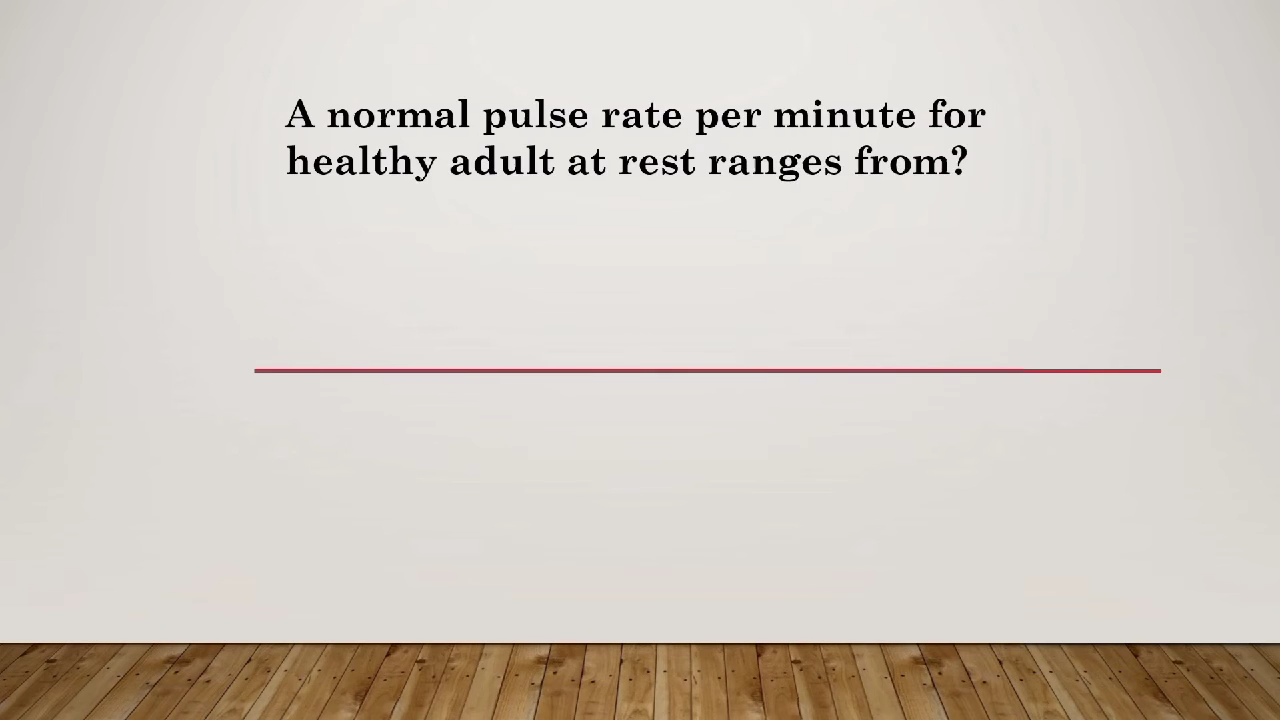 A normal pulse rate per minute for
healthy adult at rest ranges from?